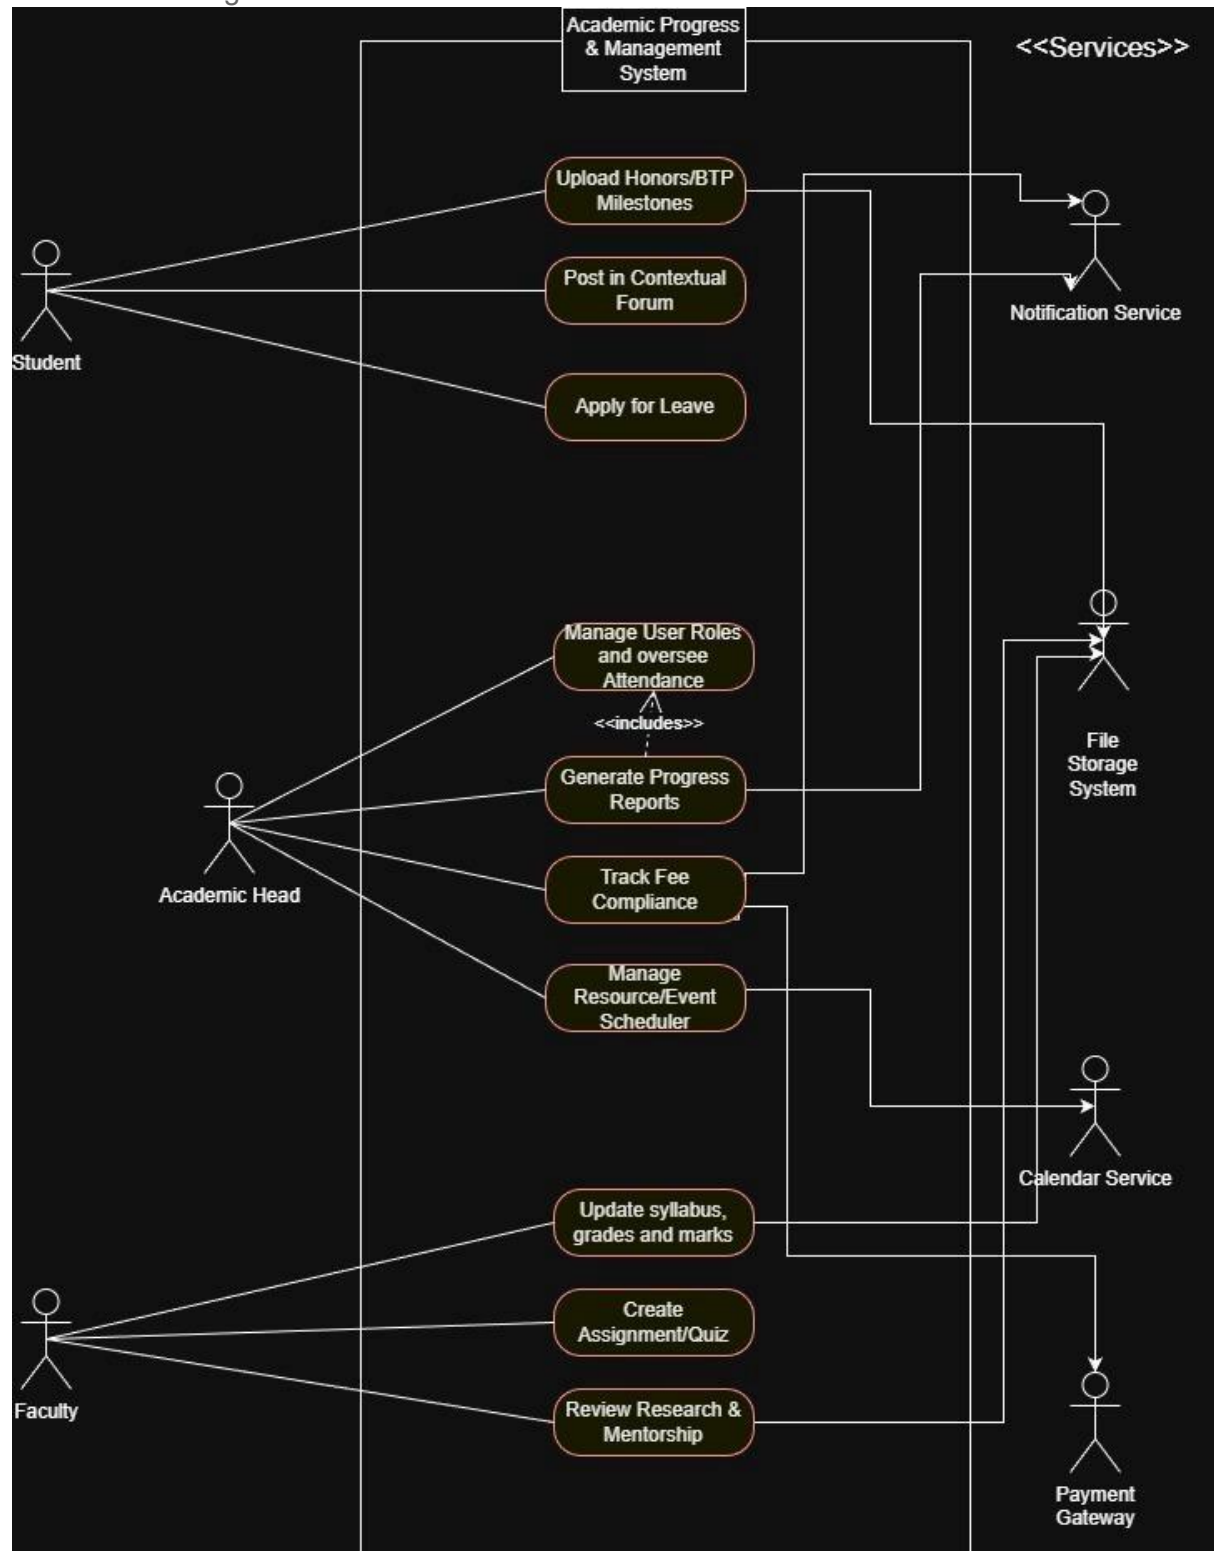 Academic Progress
& Management
System
<<Services>>
Upload Honors/BTP
Milestones
Post in Contextual
Forum
Notification Service
Student
Apply for Leave
Manage User Roles
and oversee
Attendance
<<includes>>
File
Storage
System
Generate Progress
Reports
Academic Head
Track Fee
Compliance
Manage
Resource/Event
Scheduler
Calendar Service
Update syllabus,
grades and marks
Create
Assignment/Quiz
Faculty
Review Research &
Mentorship
Payment
Gateway